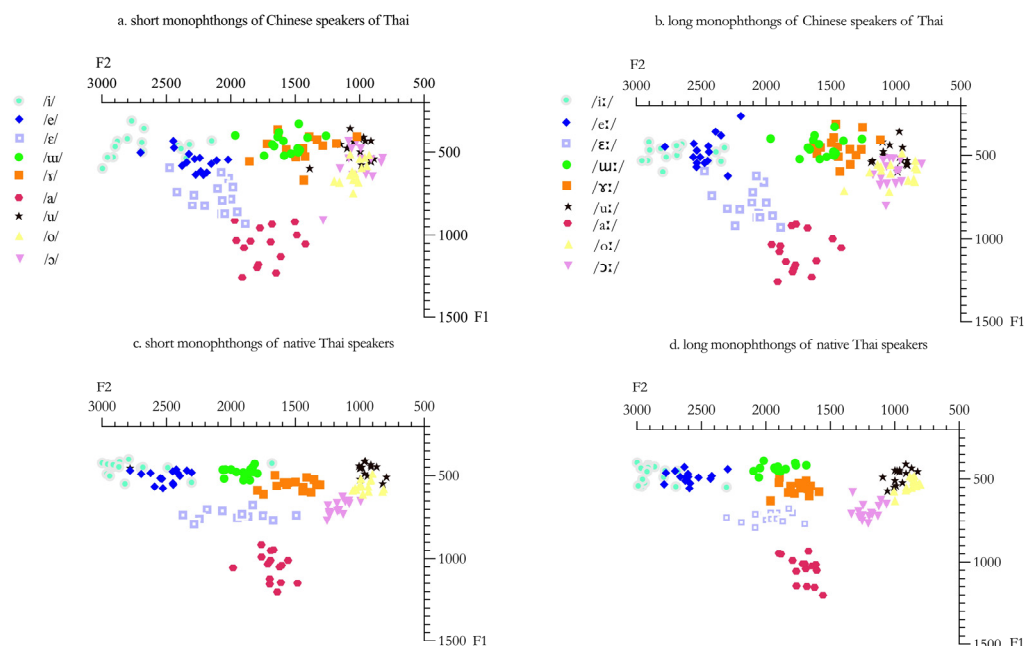 a. short monophthongs of Chinese speakers of Thai
F2
3000 2500 2000 1500 1000 500
500
1000
1500 F1
/i/
/e/
/ɛ/
/ɯ/
/ɤ/
/a/
/u/
/o/
/ɔ/
b. long monophthongs of Chinese speakers of Thai
F2
3000 2500 2000 1500 1000 500
500
1000
1500 F1
/iː/
/eː/
/ɛː/
/ɯː/
/ɤː/
/uː/
/aː/
/oː/
/ɔː/
c. short monophthongs of native Thai speakers
F2
3000 2500 2000 1500 1000 500
500
1000
1500 F1
d. long monophthongs of native Thai speakers
F2
3000 2500 2000 1500 1000 500
500
1000
1500 F1